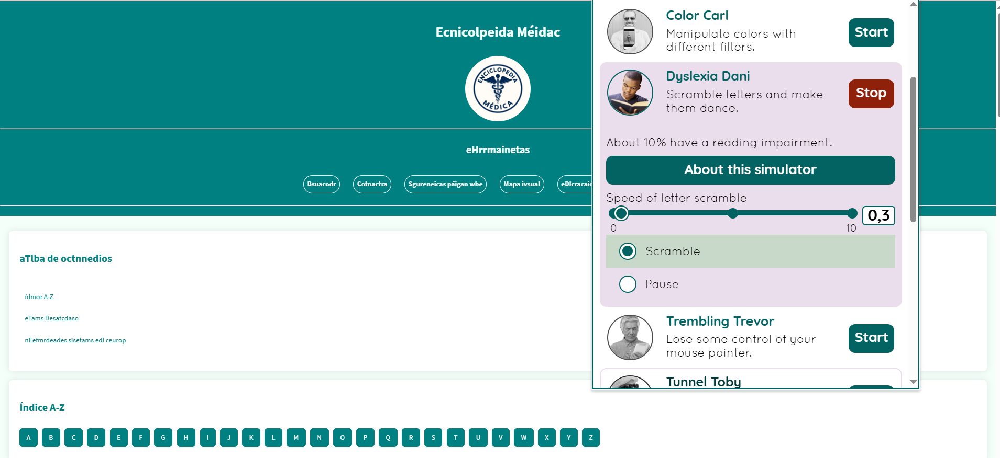 Ecnicolpeida Méidac
ENCICLOPEDIA
MÉDICA
eHrrmainetas
Bsuacodr
Cotnactra
Sgureneicas páigan wbe
Mapa ivsual
eDlcracaió
aTlba de octnnedios
ídnice A-Z
eTams Desatcdaso
nEefmrdeades sisetams edl ceurop
Índice A-Z
A B C D E F G H I J K L M N O P Q R S T U V W X Y Z
Color Carl
Manipulate colors with
different filters.
Start
Dyslexia Dani
Scramble letters and make
them dance.
Stop
About 10% have a reading impairment.
About this simulator
Speed of letter scramble
0,3
0
10
Scramble
Pause
Trembling Trevor
Lose some control of your
mouse pointer.
Start
Tunnel Toby